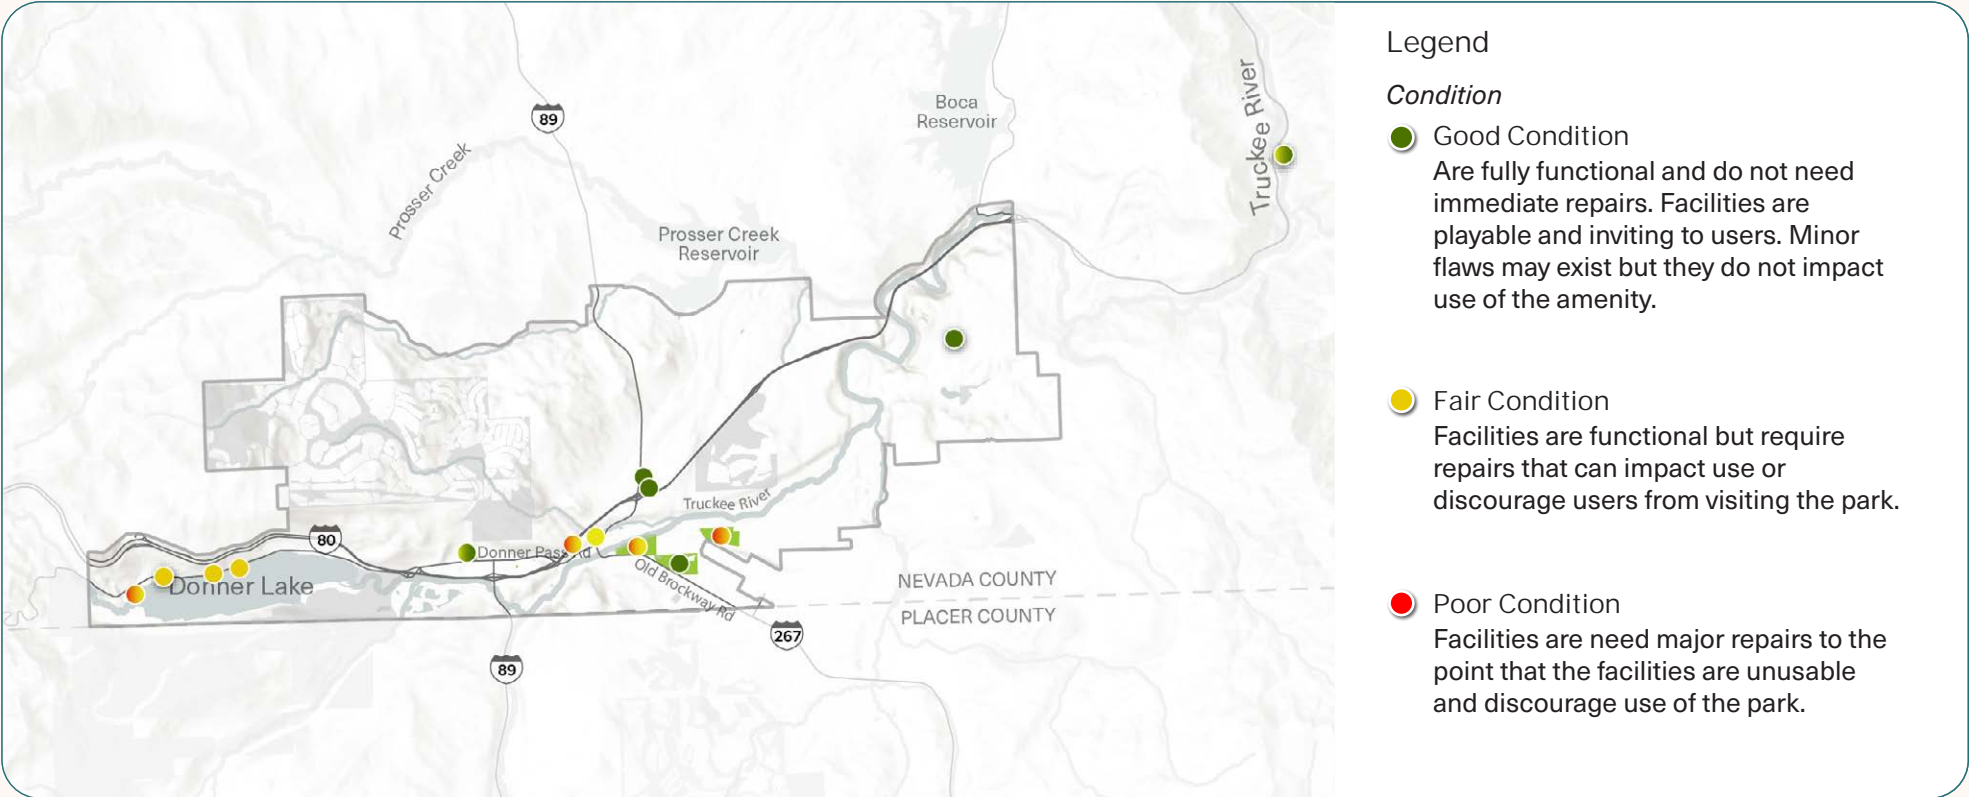 89
Prosser Creek
Boca
Reservoir
Truckee River
Prosser Creek
Reservoir
Truckee River
80
Donner Pass Rd
Old Brockway Rd
Donner Lake
NEVADA COUNTY
PLACER COUNTY
267
89
Legend
Condition
Good Condition
Are fully functional and do not need
immediate repairs. Facilities are
playable and inviting to users. Minor
flaws may exist but they do not impact
use of the amenity.
Fair Condition
Facilities are functional but require
repairs that can impact use or
discourage users from visiting the park.
Poor Condition
Facilities are need major repairs to the
point that the facilities are unusable
and discourage use of the park.